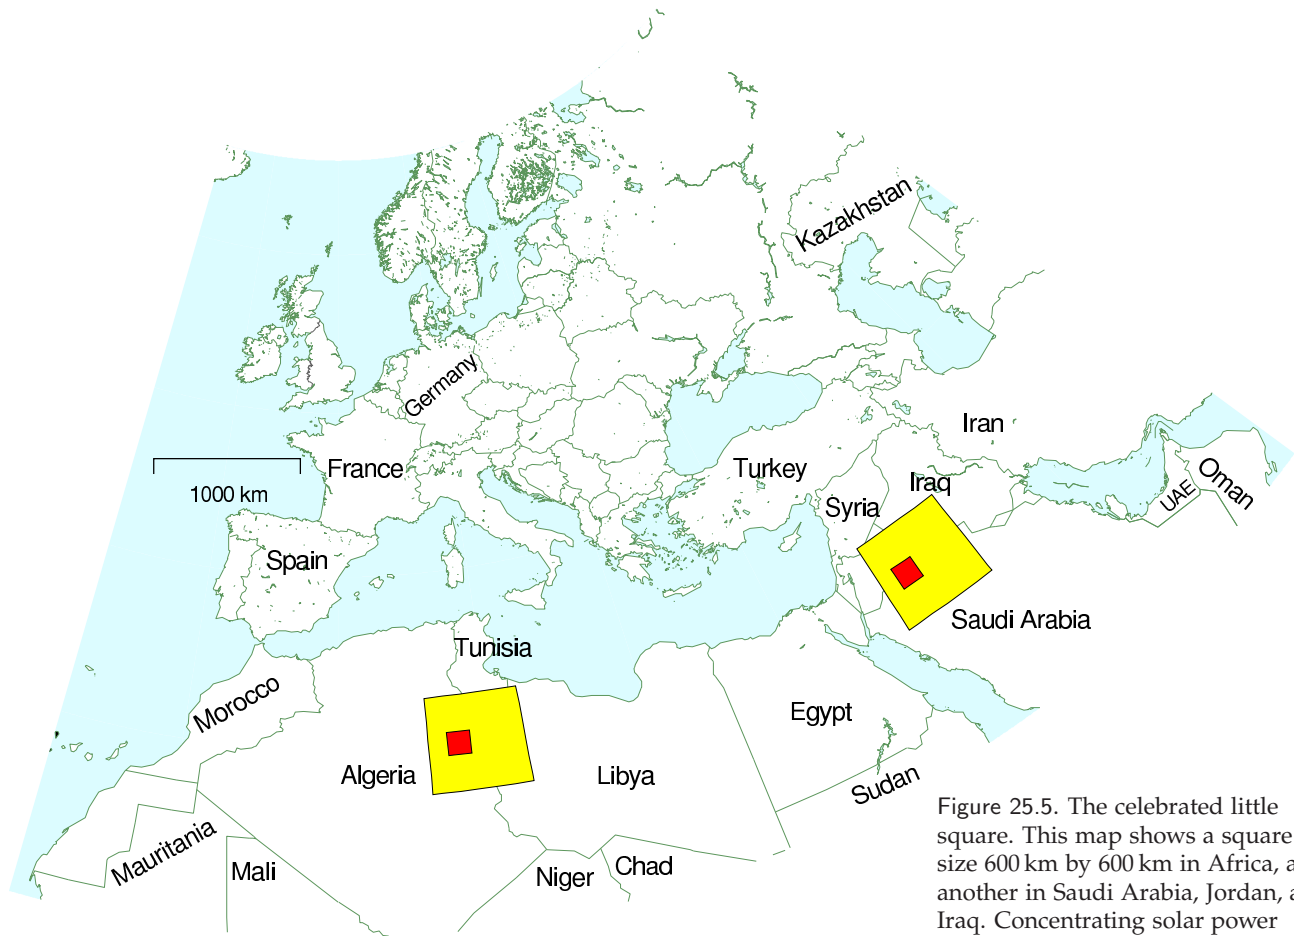 Kazakhstan
Germany
Iran
France
Turkey
Iraq
1000 km
Syria
UAE
Oman
Spain
Saudi Arabia
Tunisia
Morocco
Egypt
Algeria
Libya
Sudan
Mauritania
Mali
Niger
Chad
Figure 25.5. The celebrated little
square. This map shows a square
size 600 km by 600 km in Africa, a
another in Saudi Arabia, Jordan, a
Iraq. Concentrating solar power